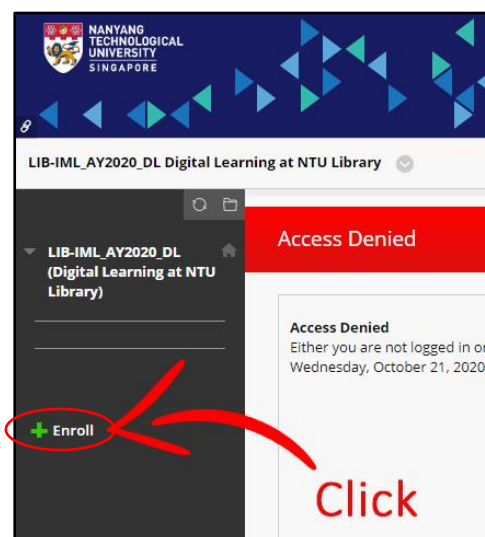 NANYANG
TECHNOLOGICAL
UNIVERSITY
SINGAPORE
LIB-IML_AY2020_DL Digital Learning at NTU Library
LIB-IML_AY2020_DL
(Digital Learning at NTU
Library)
Enroll
Access Denied
Access Denied
Either you are not logged in or
Wednesday, October 21, 2020
Click